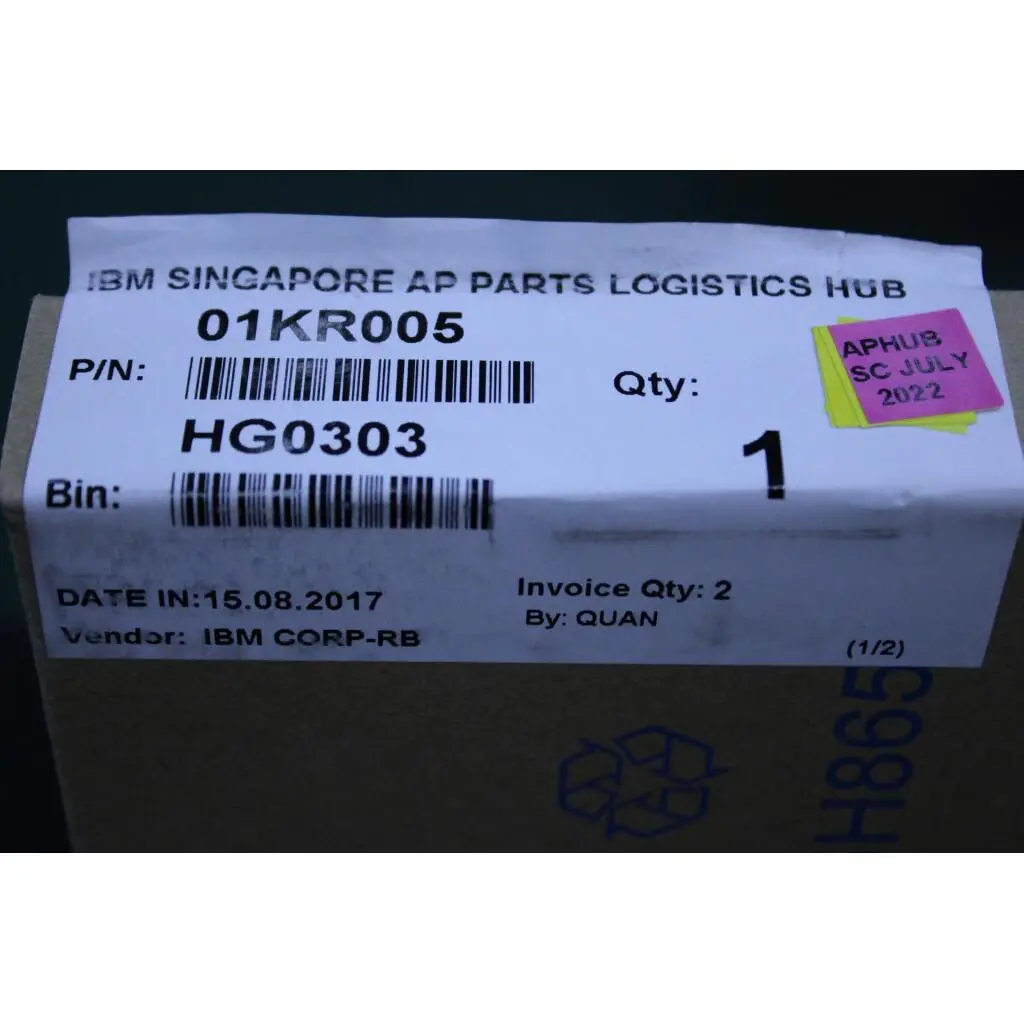 IBM SINGAPORE AP PARTS LOGISTICS HUB
01KR005
P/N:
Qty:
APHUB
SC JULY
2022
HG0303
1
Bin:
DATE IN:15.08.2017
Invoice Qty: 2
By: QUAN
Vendor: IBM CORP-RB
(1/2)
H865